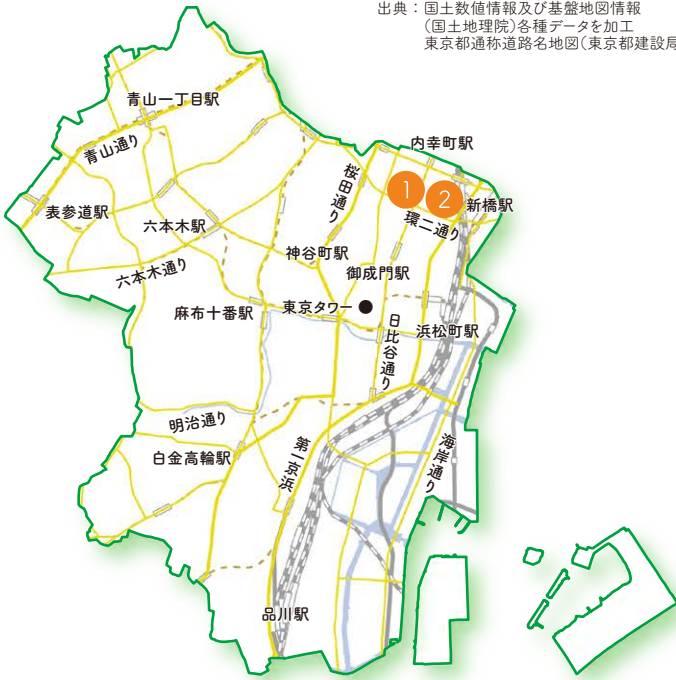 出典：国土数値情報及び基盤地図情報
（国土地理院）各種データを加工
東京都通称道路名地図（東京都建設局
青山一丁目駅
青山通り
内幸町駅
桜田通り
1
2
新橋駅
表参道駅
六本木駅
環二通り
神谷町駅
六本木通り
御成門駅
麻布十番駅
東京タワー
日比谷通り
浜松町駅
明治通り
白金高輪駅
第一京浜
海岸通り
品川駅